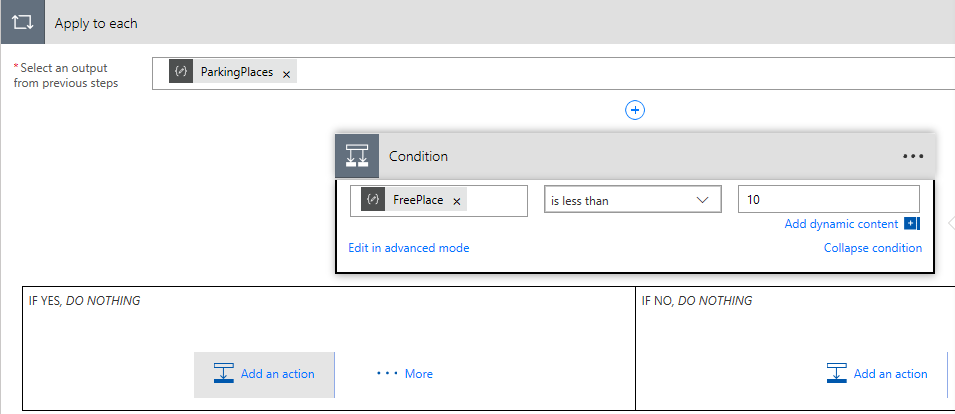 Apply to each
*Select an output
from previous steps
ParkingPlaces ×
Condition
FreePlace ×
is less than
10
Add dynamic content
Edit in advanced mode
Collapse condition
IF YES, DO NOTHING
IF NO, DO NOTHING
Add an action
More
Add an action